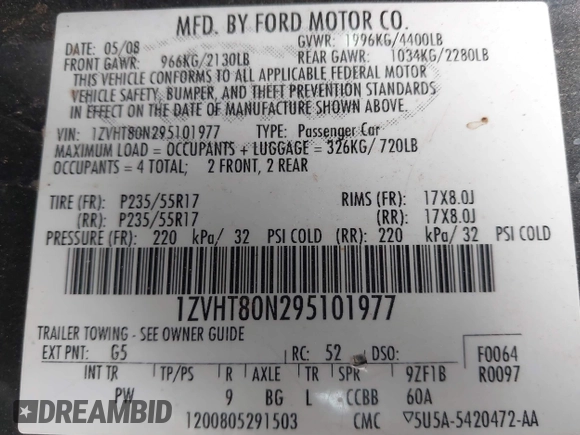 MFD. BY FORD MOTOR CO.
DATE: 05/08 GVWR: 1996KG/4400LB
FRONT GAWR: 966KG/2130LB REAR GAWR: 1034KG/2280LB
THIS VEHICLE CONFORMS TO ALL APPLICABLE FEDERAL MOTOR
VEHICLE SAFETY, BUMPER, AND THEFT PREVENTION STANDARDS
IN EFFECT ON THE DATE OF MANUFACTURE SHOWN ABOVE.
VIN: 1ZVHT80N295101977 TYPE: Passenger Car
MAXIMUM LOAD = OCCUPANTS + LUGGAGE = 326KG/ 720LB
OCCUPANTS = 4 TOTAL; 2 FRONT, 2 REAR
TIRE (FR): P235/55R17 RIMS (FR): 17X8.0J
(RR): P235/55R17 (RR): 17X8.0J
PRESSURE (FR): 220 kPa/ 32 PSI COLD (RR): 220 kPa/ 32 PSI COLD
1ZVHT80N295101977
TRAILER TOWING - SEE OWNER GUIDE
EXT PNT: G5 RC: 52 DSO: F0064
INT TR TP/PS R AXLE TR SPR 9ZF1B R0097
PW 9 BG L CCBB 60A
1200805291503 CMC ▽5U5A-5420472-AA
DREAMBID